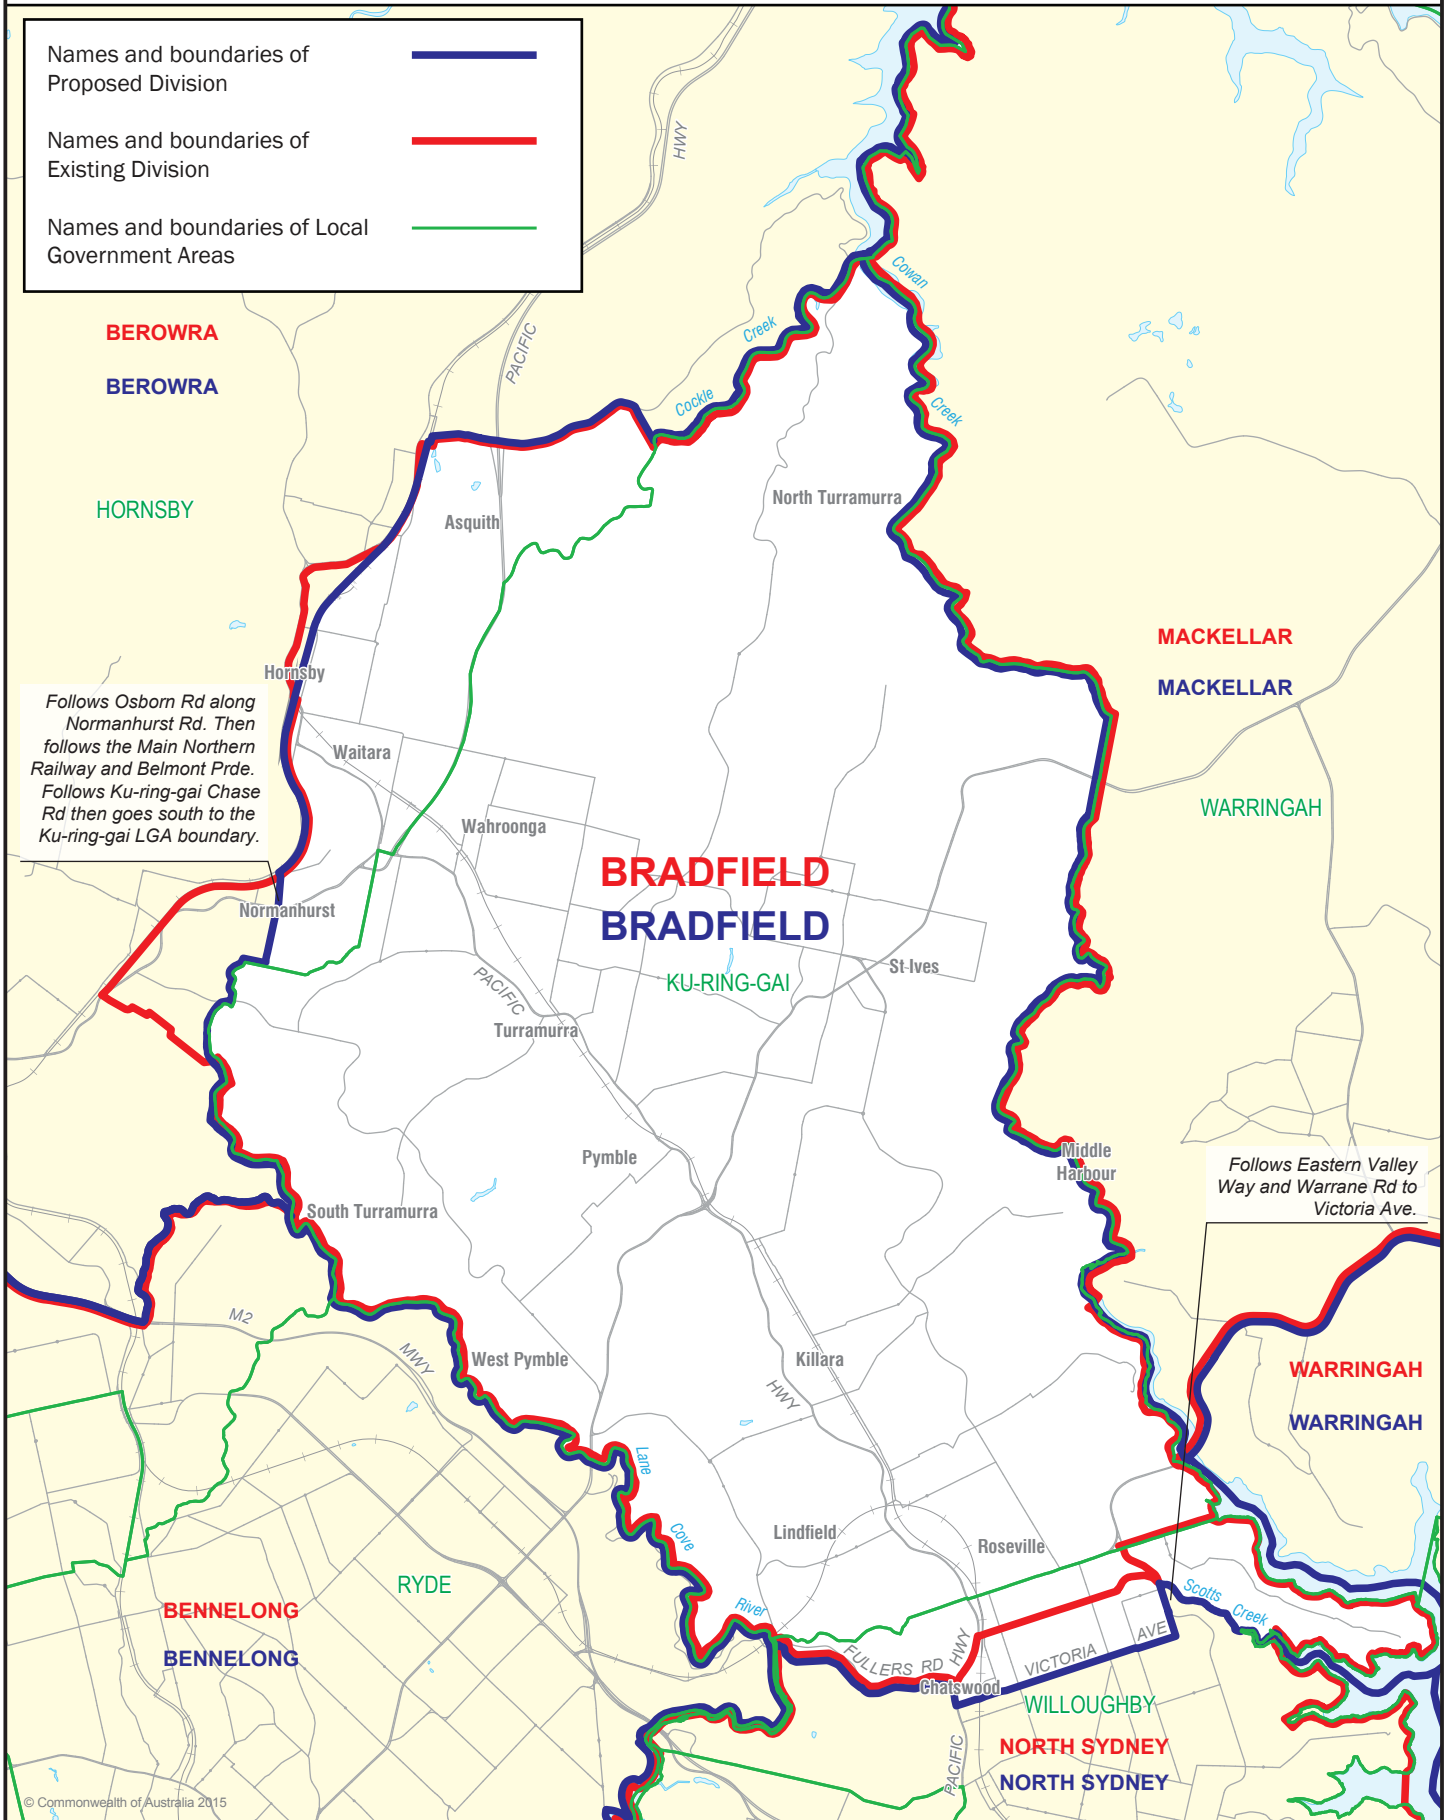 Names and boundaries of
Proposed Division
Names and boundaries of
Existing Division
Names and boundaries of Local
Government Areas
HWY
Cowan
BEROWRA
PACIFIC
Creek
BEROWRA
Cockle
Creek
North Turramurra
HORNSBY
Asquith
MACKELLAR
Hornsby
MACKELLAR
Follows Osborn Rd along
Normanhurst Rd. Then
follows the Main Northern
Railway and Belmont Prde.
Follows Ku-ring-gai Chase
Rd then goes south to the
Ku-ring-gai LGA boundary.
Waitara
WARRINGAH
Wahroonga
BRADFIELD
BRADFIELD
Normanhurst
St Ives
KU-RING-GAI
PACIFIC
Turramurra
Pymble
Middle
Harbour
Follows Eastern Valley
Way and Warrane Rd to
Victoria Ave.
South Turramurra
M2
MWY
West Pymble
Killara
WARRINGAH
HWY
WARRINGAH
Lane
Cove
Lindfield
Roseville
RYDE
Scotts
Creek
River
BENNELONG
BENNELONG
FULLERS RD
HWY
VICTORIA
AVE
Chatswood
WILLOUGHBY
NORTH SYDNEY
PACIFIC
NORTH SYDNEY
© Commonwealth of Australia 2015